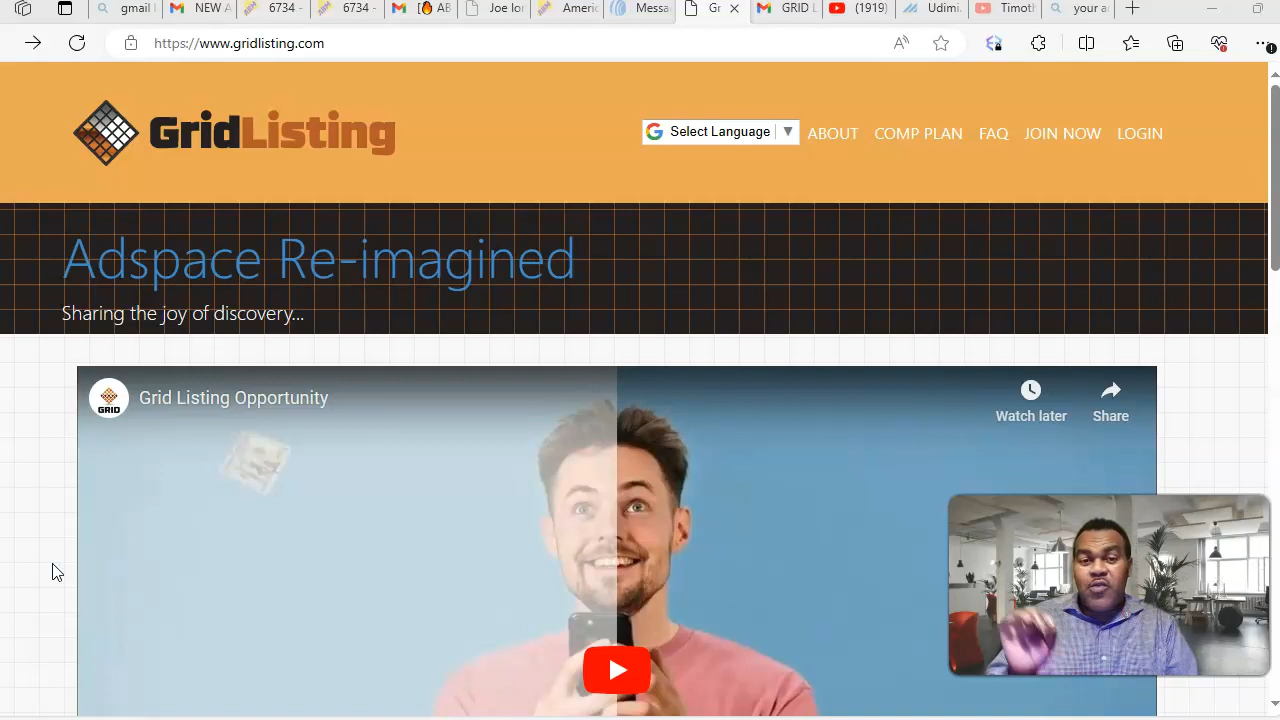 gmail
NEW A
6734 -
6734 -
AB
Joe lor
Americ
Messa
Gr
GRID L
(1919)
Udimi.
Timoth
your a
https://www.gridlisting.com
GridListing
Select Language ▼
ABOUT
COMP PLAN
FAQ
JOIN NOW
LOGIN
Adspace Re-imagined
Sharing the joy of discovery...
GRID
Grid Listing Opportunity
Watch later
Share